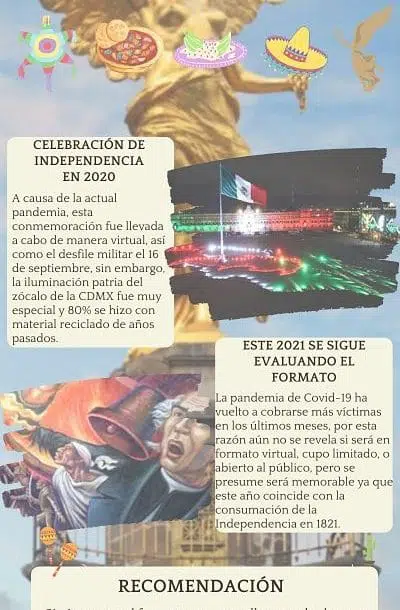 CELEBRACIÓN DE
INDEPENDENCIA
EN 2020
A causa de la actual
pandemia, esta
conmemoración fue llevada
a cabo de manera virtual, así
como el desfile militar el 16
de septiembre, sin embargo,
la iluminación patria del
zócalo de la CDMX fue muy
especial y 80% se hizo con
material reciclado de años
pasados.
ESTE 2021 SE SIGUE
EVALUANDO EL
FORMATO
La pandemia de Covid-19 ha
vuelto a cobrarse más víctimas
en los últimos meses, por esta
razón aún no se revela si será en
formato virtual, cupo limitado, o
abierto al público, pero se
presume será memorable ya que
este año coincide con la
consumación de la
Independencia en 1821.
RECOMENDACIÓN